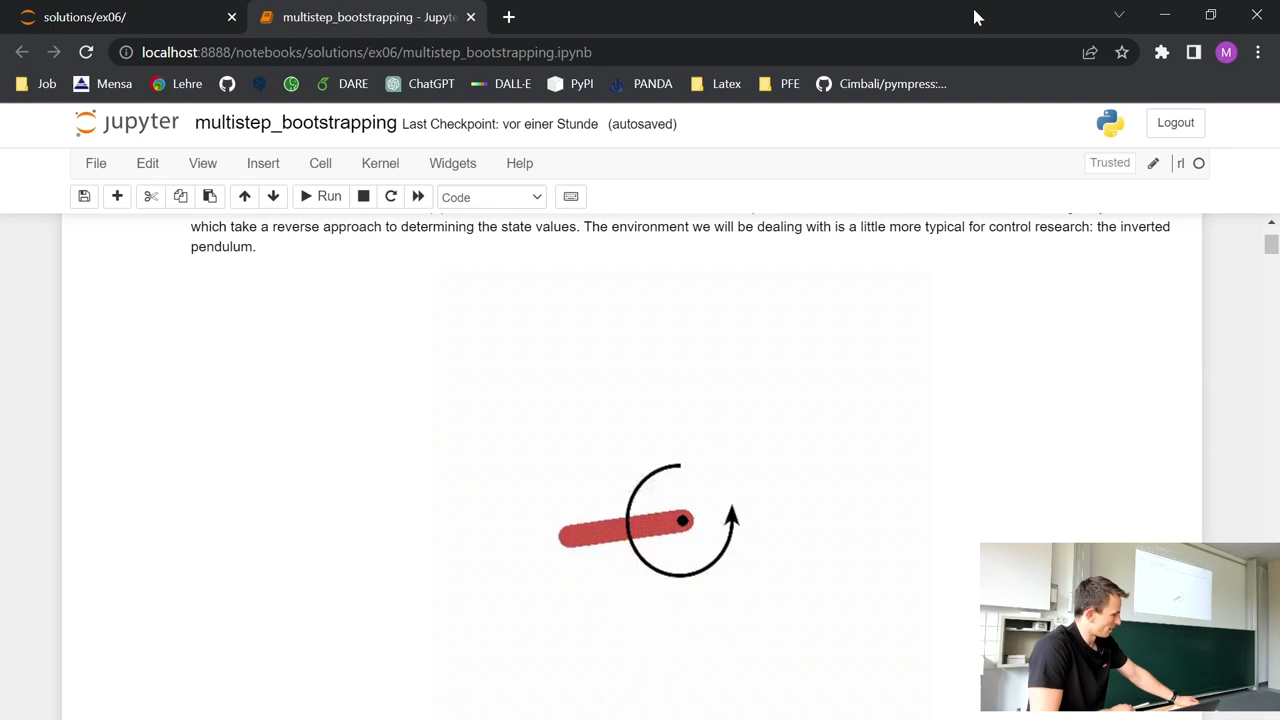 solutions/ex06/
multistep_bootstrapping - Jupyte
localhost:8888/notebooks/solutions/ex06/multistep_bootstrapping.ipynb
M
Job
Mensa
Lehre
DARE
ChatGPT
DALL·E
PyPI
PANDA
Latex
PFE
Cimbali/pympress:...
jupyter
multistep_bootstrapping Last Checkpoint: vor einer Stunde (autosaved)
Logout
File Edit View Insert Cell Kernel Widgets Help
Trusted
rl
Run
Code
which take a reverse approach to determining the state values. The environment we will be dealing with is a little more typical for control research: the inverted
pendulum.